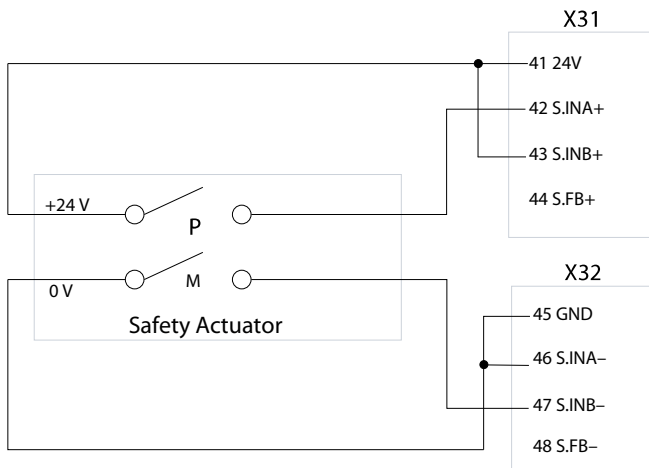 X31
41 24V
42 S.INA+
43 S.INB+
44 S.FB+
+24 V
P
0 V
M
Safety Actuator
X32
45 GND
46 S.INA–
47 S.INB–
48 S.FB–